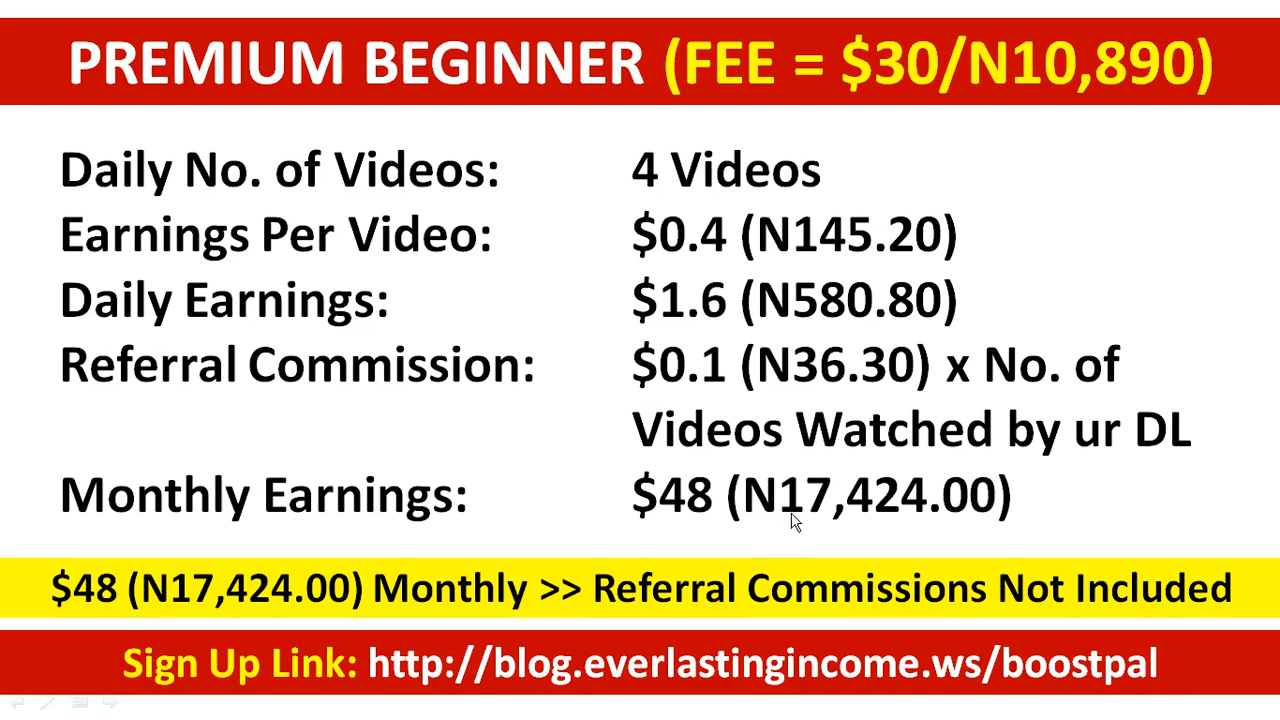 PREMIUM BEGINNER (FEE = $30/N10,890)
Daily No. of Videos: 4 Videos
Earnings Per Video: $0.4 (N145.20)
Daily Earnings: $1.6 (N580.80)
Referral Commission: $0.1 (N36.30) x No. of
Videos Watched by ur DL
Monthly Earnings: $48 (N17,424.00)
$48 (N17,424.00) Monthly >> Referral Commissions Not Included
Sign Up Link: http://blog.everlastingincome.ws/boostpal